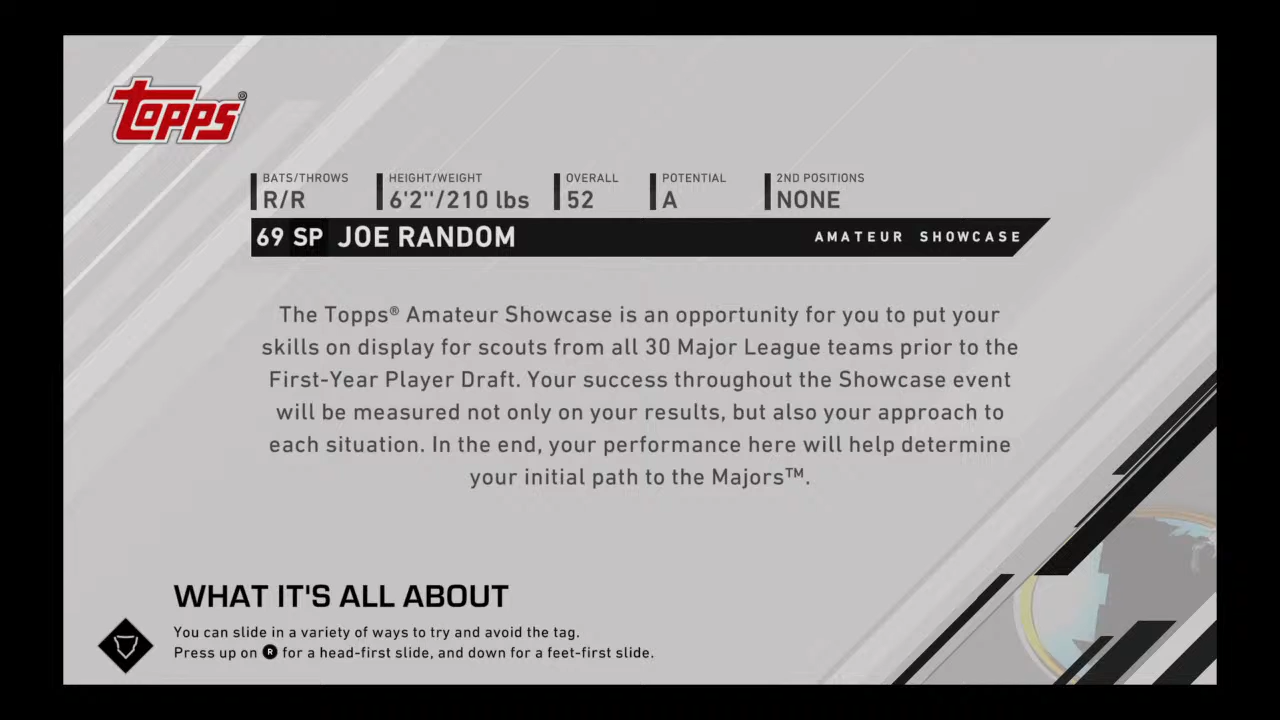 Topps®
BATS/THROWS HEIGHT/WEIGHT OVERALL POTENTIAL 2ND POSITIONS
R/R 6'2''/210 lbs 52 A NONE
69 SP JOE RANDOM AMATEUR SHOWCASE
The Topps® Amateur Showcase is an opportunity for you to put your
skills on display for scouts from all 30 Major League teams prior to the
First-Year Player Draft. Your success throughout the Showcase event
will be measured not only on your results, but also your approach to
each situation. In the end, your performance here will help determine
your initial path to the Majors™.
WHAT IT'S ALL ABOUT
You can slide in a variety of ways to try and avoid the tag.
Press up on R for a head-first slide, and down for a feet-first slide.